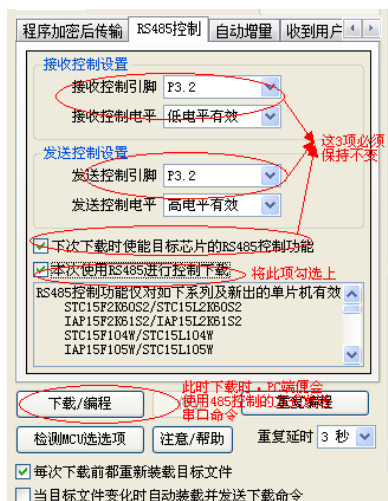 程序加密后传输 RS485控制 自动增量 收到用户
接收控制设置
接收控制引脚 P3.2
接收控制电平 低电平有效
这3项必须
保持不变
发送控制设置
发送控制引脚 P3.2
发送控制电平 高电平有效
下次下载时使能目标芯片的RS485控制功能
本次使用RS485进行控制下载 将此项勾选上
RS485控制功能仅对如下系列及新出的单片机有效
STC15F2K60S2/STC15L2K60S2
IAP15F2K61S2/IAP15L2K61S2
STC15F104W/STC15L104W
IAP15F105W/STC15L105W
此时下载时，PC端便会
下载/编程 使用485控制的 重复编程
串口命令
检测MCU选选项 注意/帮助 重复延时 3 秒
每次下载前都重新装载目标文件
当目标文件变化时自动装载并发送下载命令